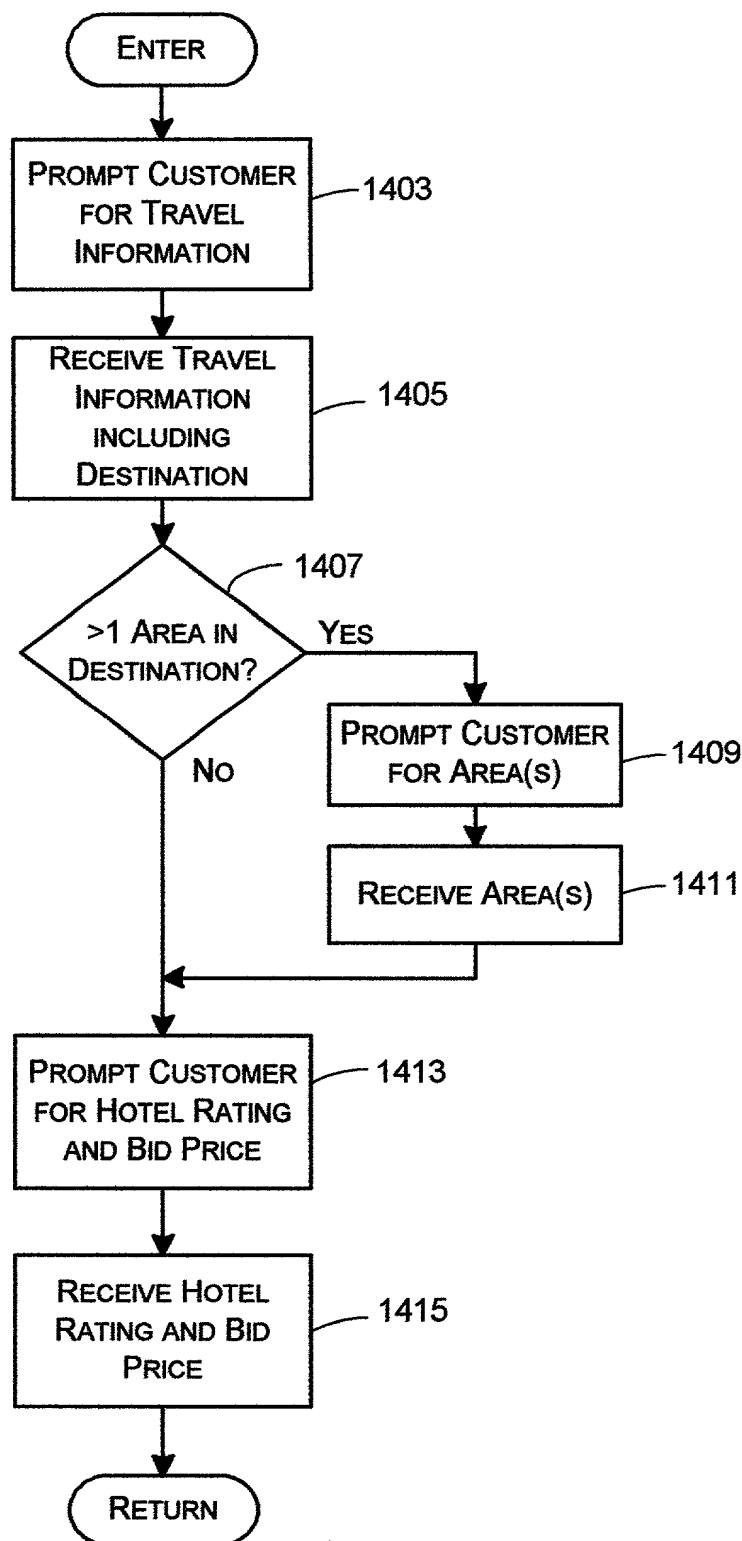 ENTER
PROMPT CUSTOMER
FOR TRAVEL
INFORMATION
1403
RECEIVE TRAVEL
INFORMATION
INCLUDING
DESTINATION
1405
1407
>1 AREA IN
DESTINATION?
YES
NO
PROMPT CUSTOMER
FOR AREA(S)
1409
RECEIVE AREA(S)
1411
PROMPT CUSTOMER
FOR HOTEL RATING
AND BID PRICE
1413
RECEIVE HOTEL
RATING AND BID
PRICE
1415
RETURN